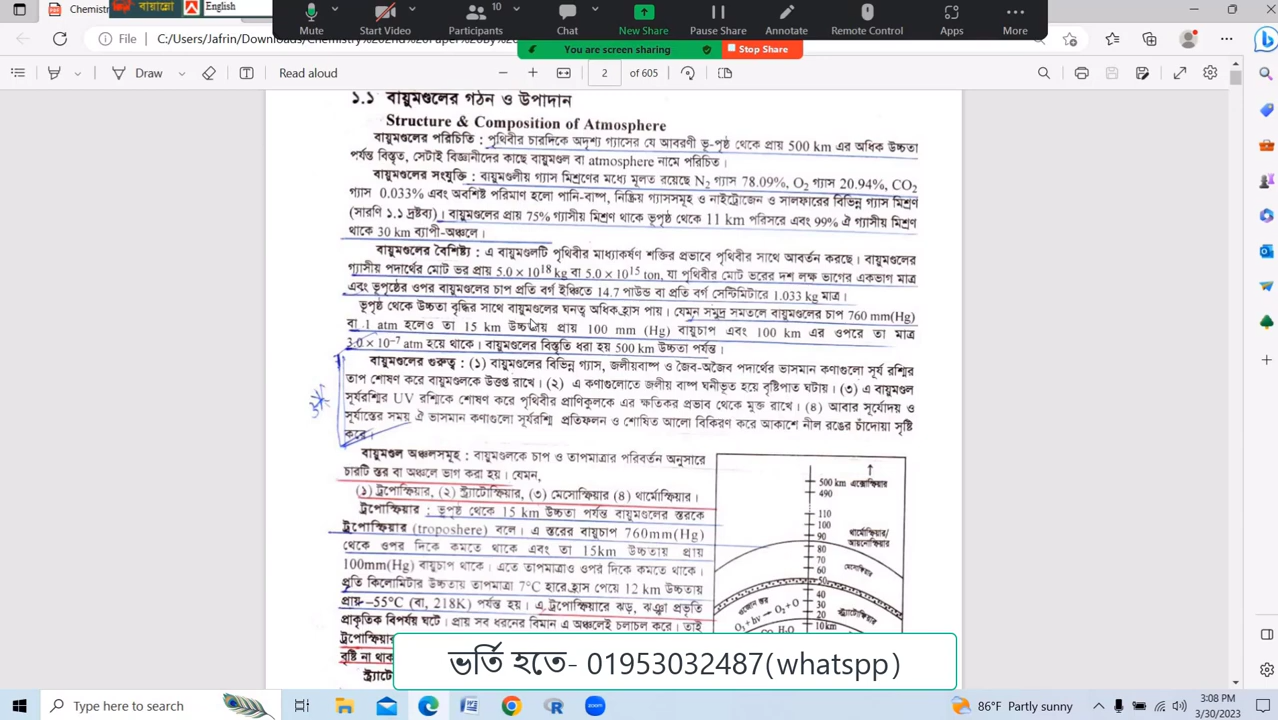 বায়ান্নো
English
Mute
Start Video
10
Participants
Chat
New Share
Pause Share
Annotate
Remote Control
Apps
More
Chemistr
You are screen sharing
Stop Share
File
C:/Users/Jafrin/Downloads/Chemistry
Draw
Read aloud
2
of 605
১.১ বায়ুমণ্ডলের গঠন ও উপাদান
Structure & Composition of Atmosphere
বায়ুমণ্ডলের পরিচিতি : পৃথিবীর চারদিকে অদৃশ্য গ্যাসের যে আবরণী ভূ-পৃষ্ঠ থেকে প্রায় 500 km এর অধিক উচ্চতা
পর্যন্ত বিস্তৃত, সেটাই বিজ্ঞানীদের কাছে বায়ুমণ্ডল বা atmosphere নামে পরিচিত।
বায়ুমণ্ডলের সংযুক্তি : বায়ুমণ্ডলীয় গ্যাস মিশ্রণের মধ্যে মূলত রয়েছে N₂ গ্যাস 78.09%, O₂ গ্যাস 20.94%, CO₂
গ্যাস 0.033% এবং অবশিষ্ট পরিমাণ হলো পানি-বাষ্প, নিষ্ক্রিয় গ্যাসসমূহ ও নাইট্রোজেন ও সালফারের বিভিন্ন গ্যাস মিশ্রণ
(সারণি ১.১ দ্রষ্টব্য)। বায়ুমণ্ডলের প্রায় 75% গ্যাসীয় মিশ্রণ থাকে ভূপৃষ্ঠ থেকে 11 km পরিসরে এবং 99% ঐ গ্যাসীয় মিশ্রণ
থাকে 30 km ব্যাপী-অঞ্চলে।
বায়ুমণ্ডলের বৈশিষ্ট্য : এ বায়ুমণ্ডলটি পৃথিবীর মাধ্যাকর্ষণ শক্তির প্রভাবে পৃথিবীর সাথে আবর্তন করছে। বায়ুমণ্ডলের
গ্যাসীয় পদার্থের মোট ভর প্রায় 5.0 × 10¹⁸ kg বা 5.0 × 10¹⁵ ton, যা পৃথিবীর মোট ভরের দশ লক্ষ ভাগের একভাগ মাত্র
এবং ভূপৃষ্ঠের ওপর বায়ুমণ্ডলের চাপ প্রতি বর্গ ইঞ্চিতে 14.7 পাউন্ড বা প্রতি বর্গ সেন্টিমিটারে 1.033 kg মাত্র।
ভূপৃষ্ঠ থেকে উচ্চতা বৃদ্ধির সাথে বায়ুমণ্ডলের ঘনত্ব অধিক হ্রাস পায়। যেমন সমুদ্র সমতলে বায়ুমণ্ডলের চাপ 760 mm(Hg)
বা 1 atm হলেও তা 15 km উচ্চতায় প্রায় 100 mm (Hg) বায়ুচাপ এবং 100 km এর ওপরে তা মাত্র
3.0 × 10⁻⁷ atm হয়ে থাকে। বায়ুমণ্ডলের বিস্তৃতি ধরা হয় 500 km উচ্চতা পর্যন্ত।
বায়ুমণ্ডলের গুরুত্ব : (১) বায়ুমণ্ডলের বিভিন্ন গ্যাস, জলীয়বাষ্প ও জৈব-অজৈব পদার্থের ভাসমান কণাগুলো সূর্য রশ্মির
তাপ শোষণ করে বায়ুমণ্ডলকে উত্তপ্ত রাখে। (২) এ কণাগুলোতে জলীয় বাষ্প ঘনীভূত হয়ে বৃষ্টিপাত ঘটায়। (৩) এ বায়ুমণ্ডল
সূর্যরশ্মির UV রশ্মিকে শোষণ করে পৃথিবীর প্রাণিকুলকে এর ক্ষতিকর প্রভাব থেকে মুক্ত রাখে। (৪) আবার সূর্যোদয় ও
সূর্যাস্তের সময় ঐ ভাসমান কণাগুলো সূর্যরশ্মি প্রতিফলন ও শোষিত আলো বিকিরণ করে আকাশে নীল রঙের চাঁদোয়া সৃষ্টি
করে।
বায়ুমণ্ডল অঞ্চলসমূহ : বায়ুমণ্ডলকে চাপ ও তাপমাত্রার পরিবর্তন অনুসারে
চারটি স্তর বা অঞ্চলে ভাগ করা হয়। যেমন,
(১) ট্রপোস্ফিয়ার, (২) স্ট্র্যাটোস্ফিয়ার, (৩) মেসোস্ফিয়ার (৪) থার্মোস্ফিয়ার।
ট্রপোস্ফিয়ার : ভূপৃষ্ঠ থেকে 15 km উচ্চতা পর্যন্ত বায়ুমণ্ডলের স্তরকে
ট্রপোস্ফিয়ার (troposhere) বলে। এ স্তরের বায়ুচাপ 760mm(Hg)
থেকে ওপর দিকে কমতে থাকে এবং তা 15km উচ্চতায় প্রায়
100mm(Hg) বায়ুচাপ থাকে। এতে তাপমাত্রাও ওপর দিকে কমতে থাকে।
প্রতি কিলোমিটার উচ্চতায় তাপমাত্রা 7°C হারে হ্রাস পেয়ে 12 km উচ্চতায়
প্রায় -55°C (বা, 218K) পর্যন্ত হয়। এ ট্রপোস্ফিয়ারে ঝড়, ঝঞ্ঝা প্রভৃতি
প্রাকৃতিক বিপর্যয় ঘটে। প্রায় সব ধরনের বিমান এ অঞ্চলেই চলাচল করে। তাই
ট্রপোস্ফিয়া
বৃষ্টি না থাক
500 km এক্সোস্ফিয়ার
490
110
100
90
থার্মোস্ফিয়ার/
আয়নোস্ফিয়ার
80
70
60
মেসোস্ফিয়ার
50
40
30
20
স্ট্র্যাটোস্ফিয়ার
10km
ওজোন স্তর
O₃ + hv → O₂ + O
H₂O
ভর্তি হতে- 01953032487(whatspp)
Type here to search
86°F Partly sunny
3:08 PM
3/30/2023